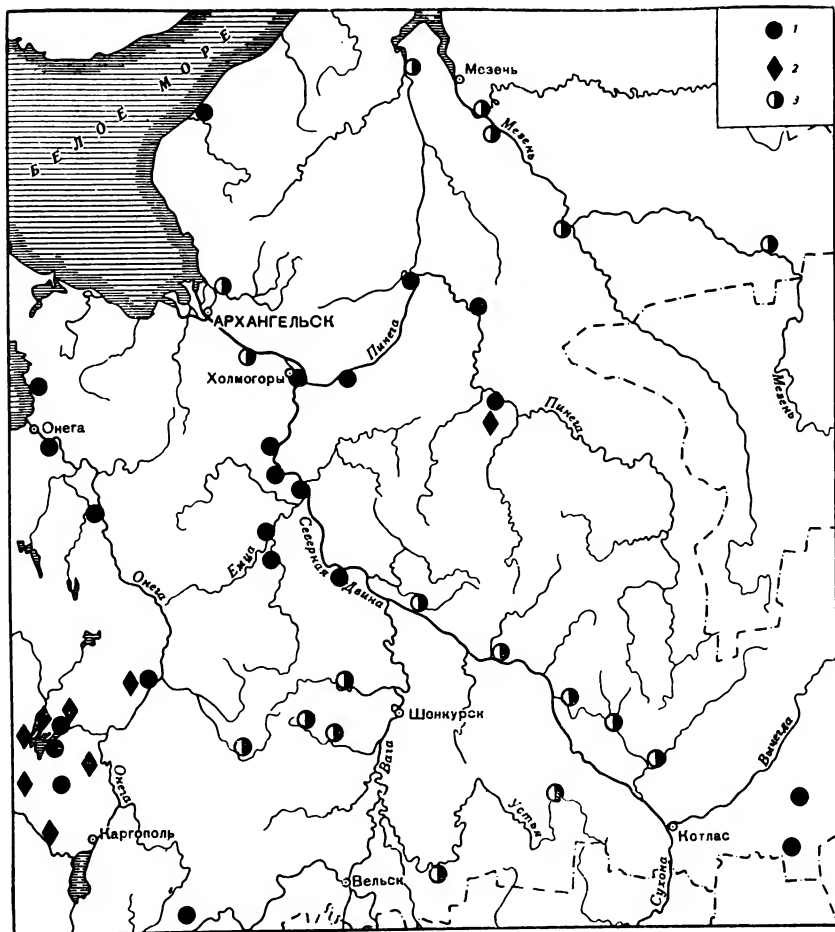 1
2
3
БЕЛОЕ МОРЕ
Мезень
Мезень
АРХАНГЕЛЬСК
Пинега
Холмогоры
Мезень
Онега
Пинега
Емца
Северная
Двина
Онега
Шенкурск
Вычегда
Вага
Онега
Устья
Каргополь
Котлас
Вельск
Сухона